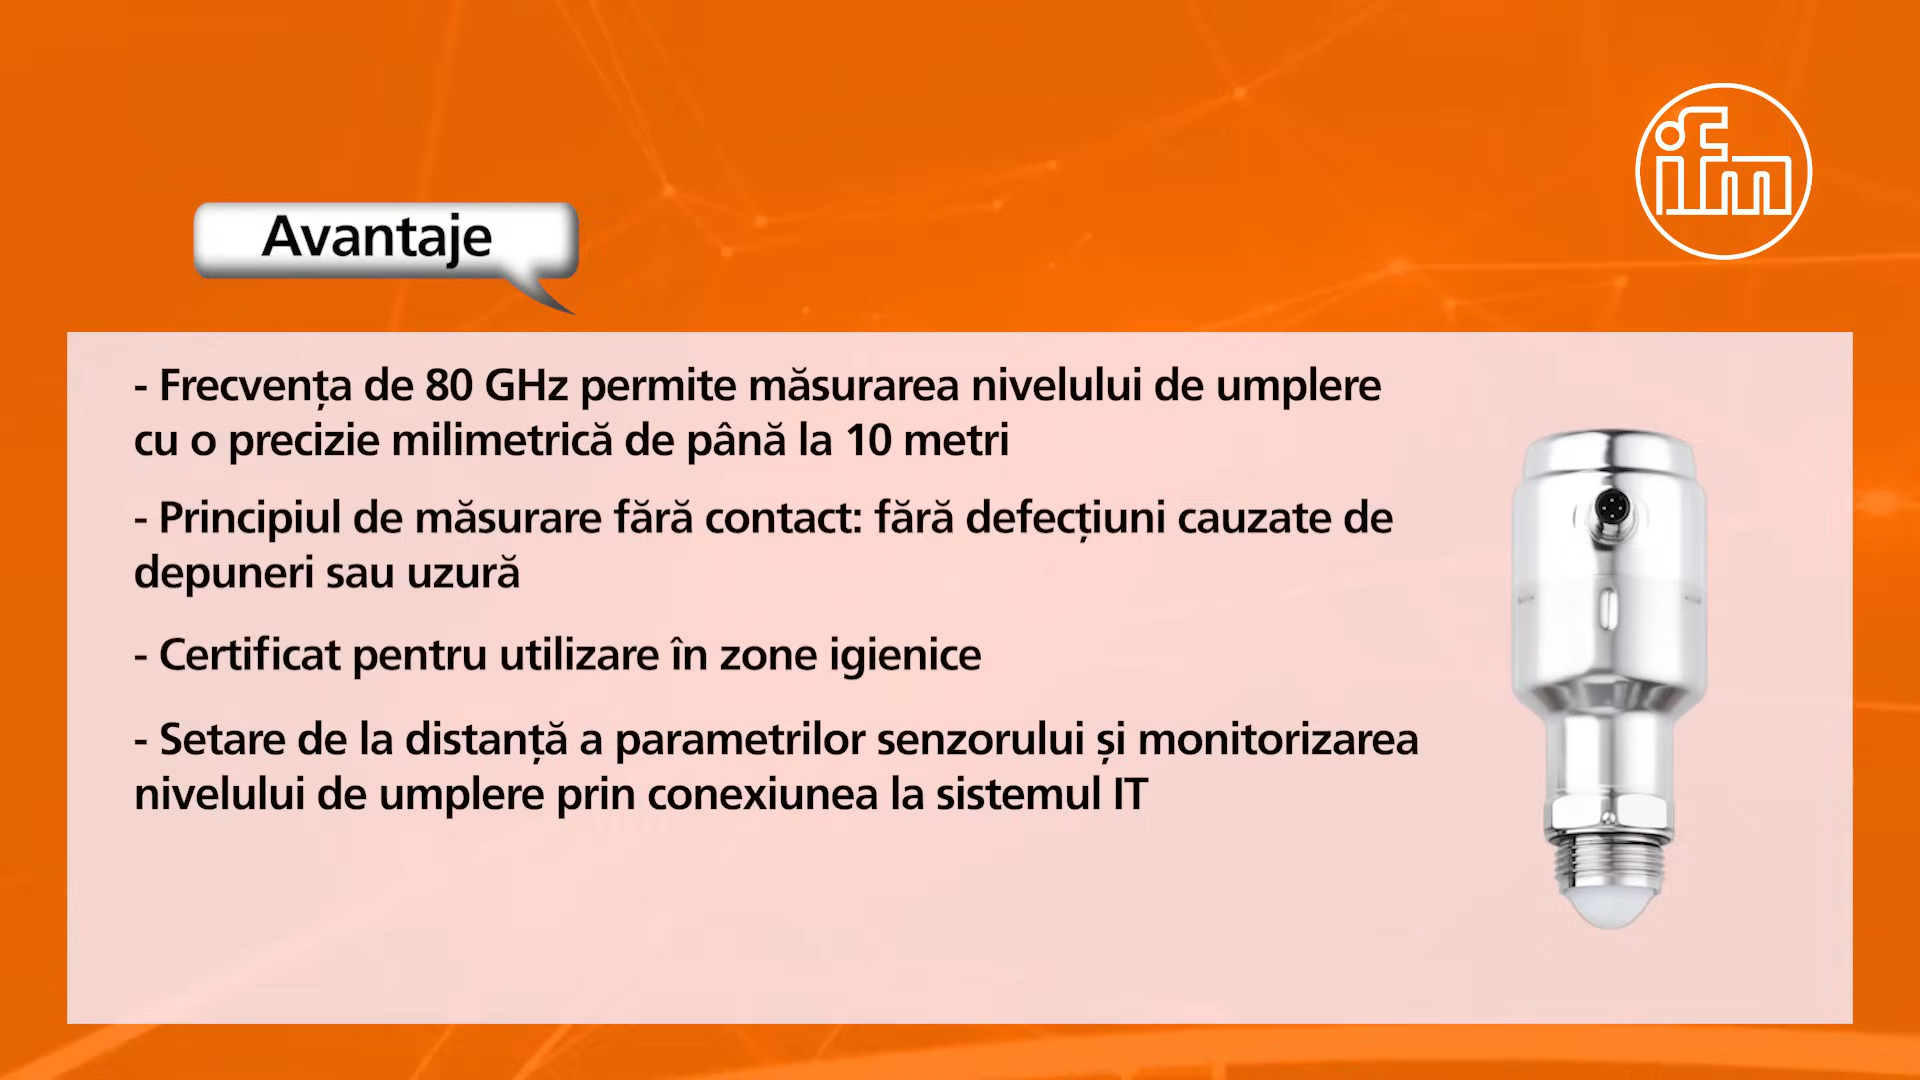 ifm
Avantaje
- Frecvența de 80 GHz permite măsurarea nivelului de umplere
cu o precizie milimetrică de până la 10 metri
- Principiul de măsurare fără contact: fără defecțiuni cauzate de
depuneri sau uzură
- Certificat pentru utilizare în zone igienice
- Setare de la distanță a parametrilor senzorului și monitorizarea
nivelului de umplere prin conexiunea la sistemul IT